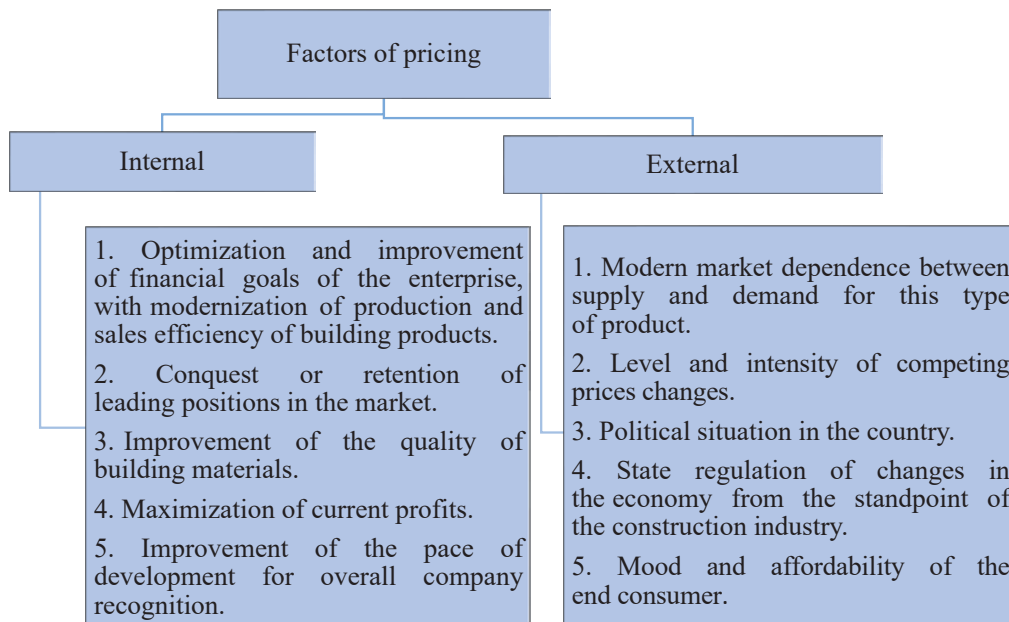 Factors of pricing
Internal
External
1. Optimization and improvement
of financial goals of the enterprise,
with modernization of production and
sales efficiency of building products.
2. Conquest or retention of
leading positions in the market.
3. Improvement of the quality of
building materials.
4. Maximization of current profits.
5. Improvement of the pace of
development for overall company
recognition.
1. Modern market dependence between
supply and demand for this type
of product.
2. Level and intensity of competing
prices changes.
3. Political situation in the country.
4. State regulation of changes in
the economy from the standpoint of
the construction industry.
5. Mood and affordability of the
end consumer.